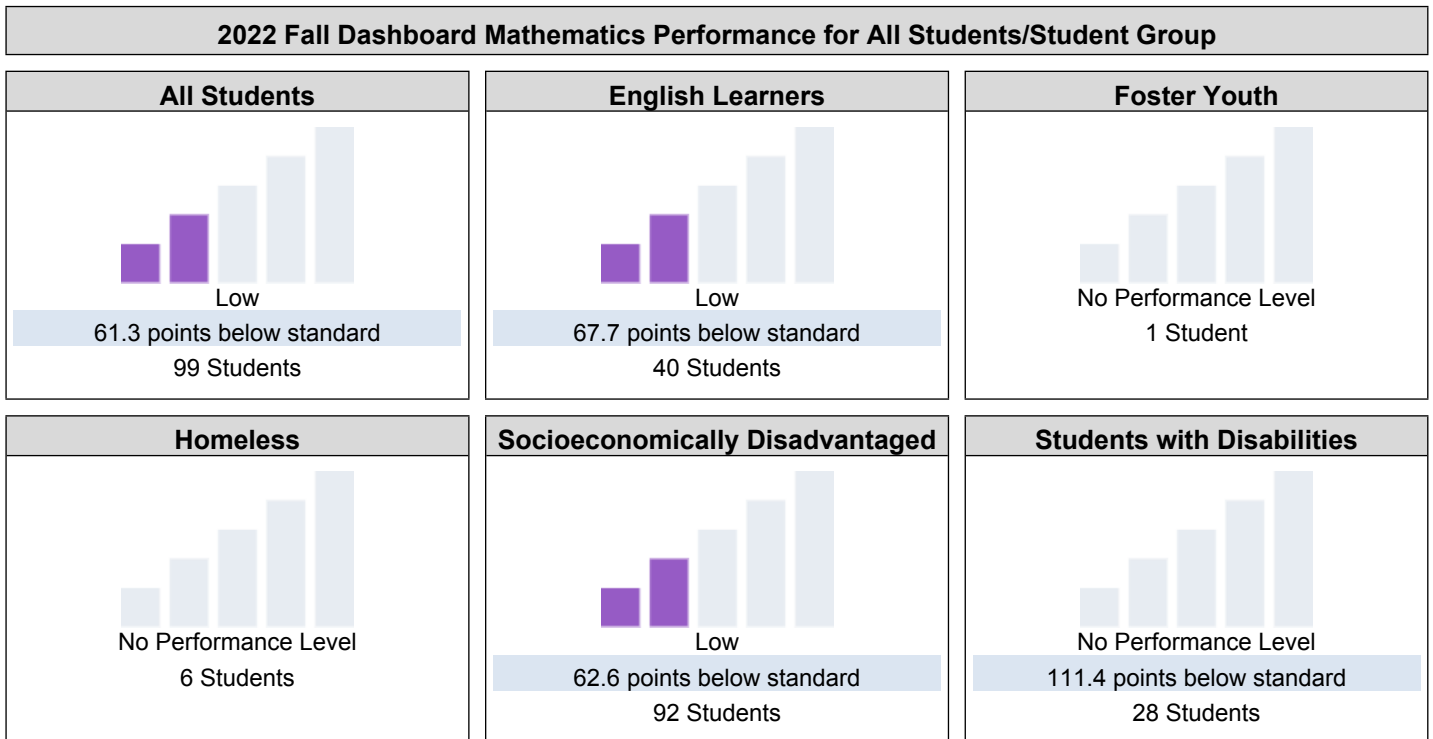 2022 Fall Dashboard Mathematics Performance for All Students/Student Group
All Students
Low
61.3 points below standard
99 Students
English Learners
Low
67.7 points below standard
40 Students
Foster Youth
No Performance Level
1 Student
Homeless
No Performance Level
6 Students
Socioeconomically Disadvantaged
Low
62.6 points below standard
92 Students
Students with Disabilities
No Performance Level
111.4 points below standard
28 Students